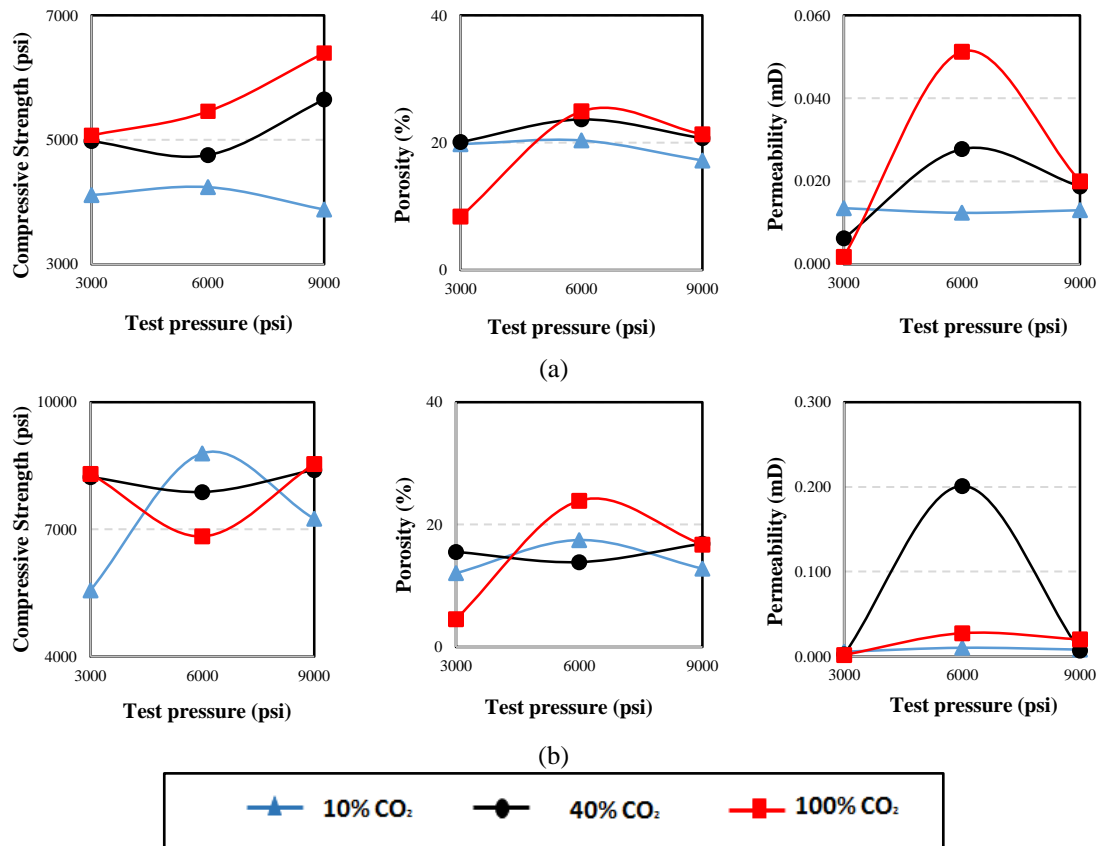 Compressive Strength (psi)
7000
5000
3000
3000 6000 9000
Test pressure (psi)
Porosity (%)
40
20
0
3000 6000 9000
Test pressure (psi)
Permeability (mD)
0.060
0.040
0.020
0.000
3000 6000 9000
Test pressure (psi)
(a)
Compressive Strength (psi)
10000
7000
4000
3000 6000 9000
Test pressure (psi)
Porosity (%)
40
20
0
3000 6000 9000
Test pressure (psi)
Permeability (mD)
0.300
0.200
0.100
0.000
3000 6000 9000
Test pressure (psi)
(b)
10% CO₂ 40% CO₂ 100% CO₂